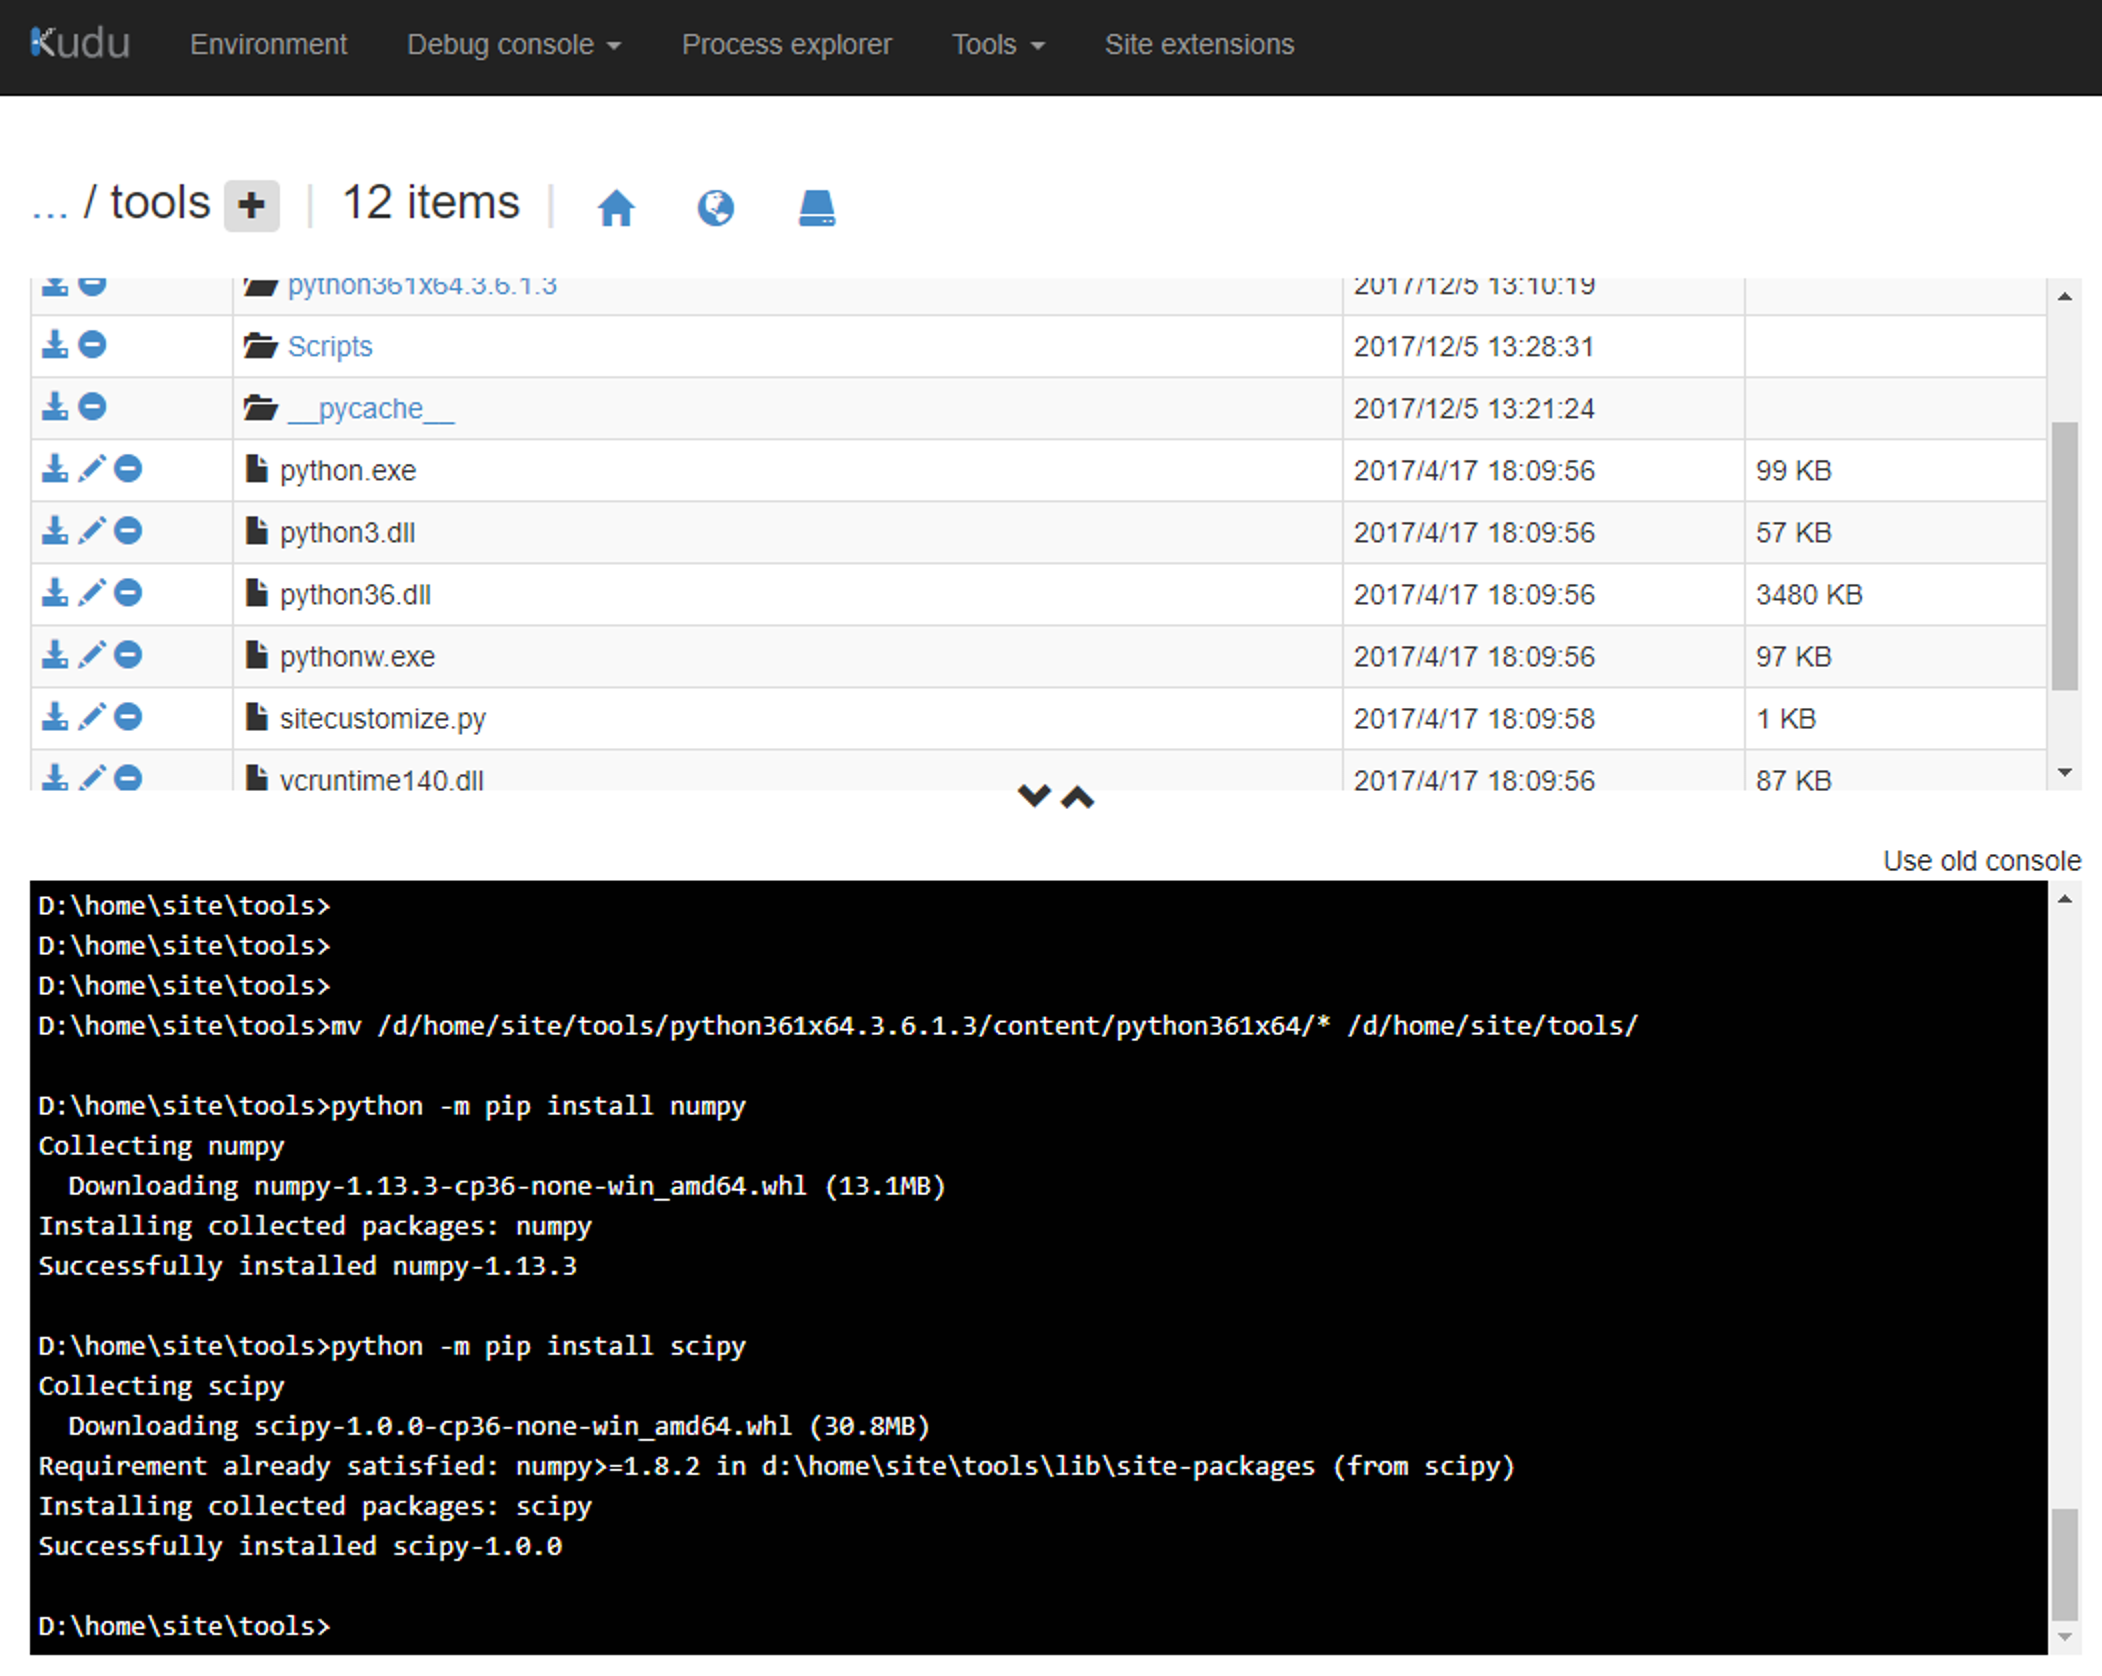 Kudu Environment Debug console Process explorer Tools Site extensions
... / tools + | 12 items |
python361x64.3.6.1.3 2017/12/5 13:10:19
Scripts 2017/12/5 13:28:31
__pycache__ 2017/12/5 13:21:24
python.exe 2017/4/17 18:09:56 99 KB
python3.dll 2017/4/17 18:09:56 57 KB
python36.dll 2017/4/17 18:09:56 3480 KB
pythonw.exe 2017/4/17 18:09:56 97 KB
sitecustomize.py 2017/4/17 18:09:58 1 KB
vcruntime140.dll 2017/4/17 18:09:56 87 KB
Use old console
D:\home\site\tools>
D:\home\site\tools>
D:\home\site\tools>
D:\home\site\tools>mv /d/home/site/tools/python361x64.3.6.1.3/content/python361x64/* /d/home/site/tools/
D:\home\site\tools>python -m pip install numpy
Collecting numpy
Downloading numpy-1.13.3-cp36-none-win_amd64.whl (13.1MB)
Installing collected packages: numpy
Successfully installed numpy-1.13.3
D:\home\site\tools>python -m pip install scipy
Collecting scipy
Downloading scipy-1.0.0-cp36-none-win_amd64.whl (30.8MB)
Requirement already satisfied: numpy>=1.8.2 in d:\home\site\tools\lib\site-packages (from scipy)
Installing collected packages: scipy
Successfully installed scipy-1.0.0
D:\home\site\tools>